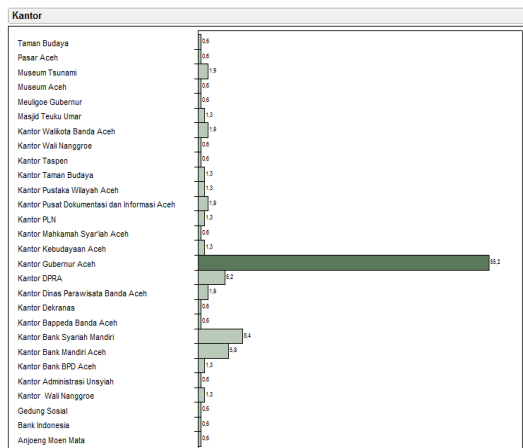 Kantor
Taman Budaya 0,6
Pasar Aceh 0,6
Museum Tsunami 1,9
Museum Aceh 0,6
Meuligoe Gubernur 0,6
Masjid Teuku Umar 1,3
Kantor Walikota Banda Aceh 1,9
Kantor Wali Nanggroe 0,6
Kantor Taspen 0,6
Kantor Taman Budaya 1,3
Kantor Pustaka Wilayah Aceh 1,3
Kantor Pusat Dokumentasi dan Informasi Aceh 1,9
Kantor PLN 1,3
Kantor Mahkamah Syar'iah Aceh 0,6
Kantor Kebudayaan Aceh 1,3
Kantor Gubernur Aceh 55,2
Kantor DPRA 5,2
Kantor Dinas Parawisata Banda Aceh 1,9
Kantor Dekranas 0,6
Kantor Bappeda Banda Aceh 0,6
Kantor Bank Syariah Mandiri 8,4
Kantor Bank Mandiri Aceh 5,8
Kantor Bank BPD Aceh 1,3
Kantor Administrasi Unsyiah 0,6
Kantor Wali Nanggroe 1,3
Gedung Sosial 0,6
Bank Indonesia 0,6
Anjoeng Moen Mata 0,6